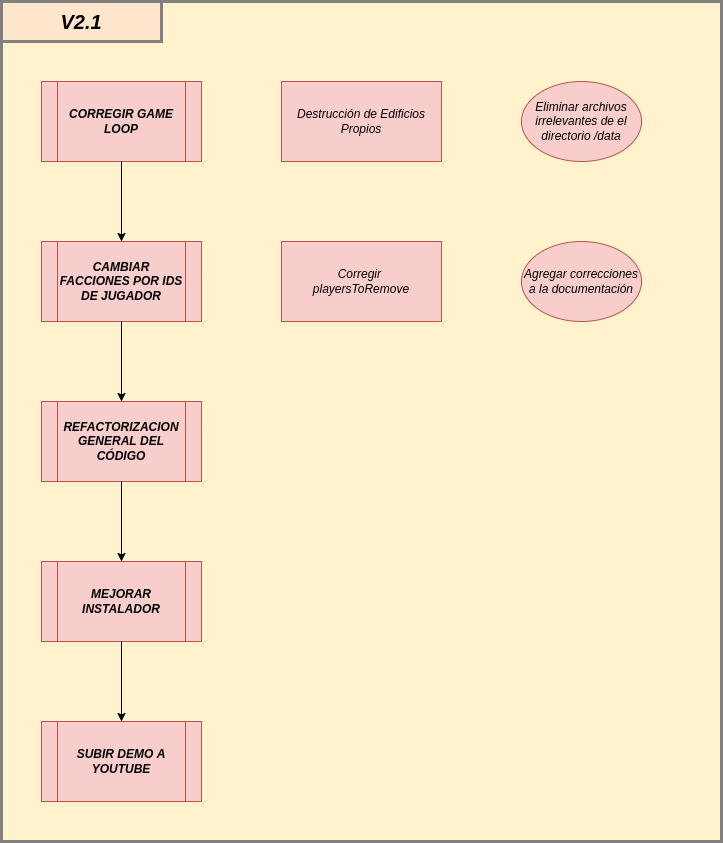 V2.1
CORREGIR GAME
LOOP
Destrucción de Edificios
Propios
Eliminar archivos
irrelevantes de el
directorio /data
CAMBIAR
FACCIONES POR IDS
DE JUGADOR
Corregir
playersToRemove
Agregar correcciones
a la documentación
REFACTORIZACION
GENERAL DEL
CÓDIGO
MEJORAR
INSTALADOR
SUBIR DEMO A
YOUTUBE